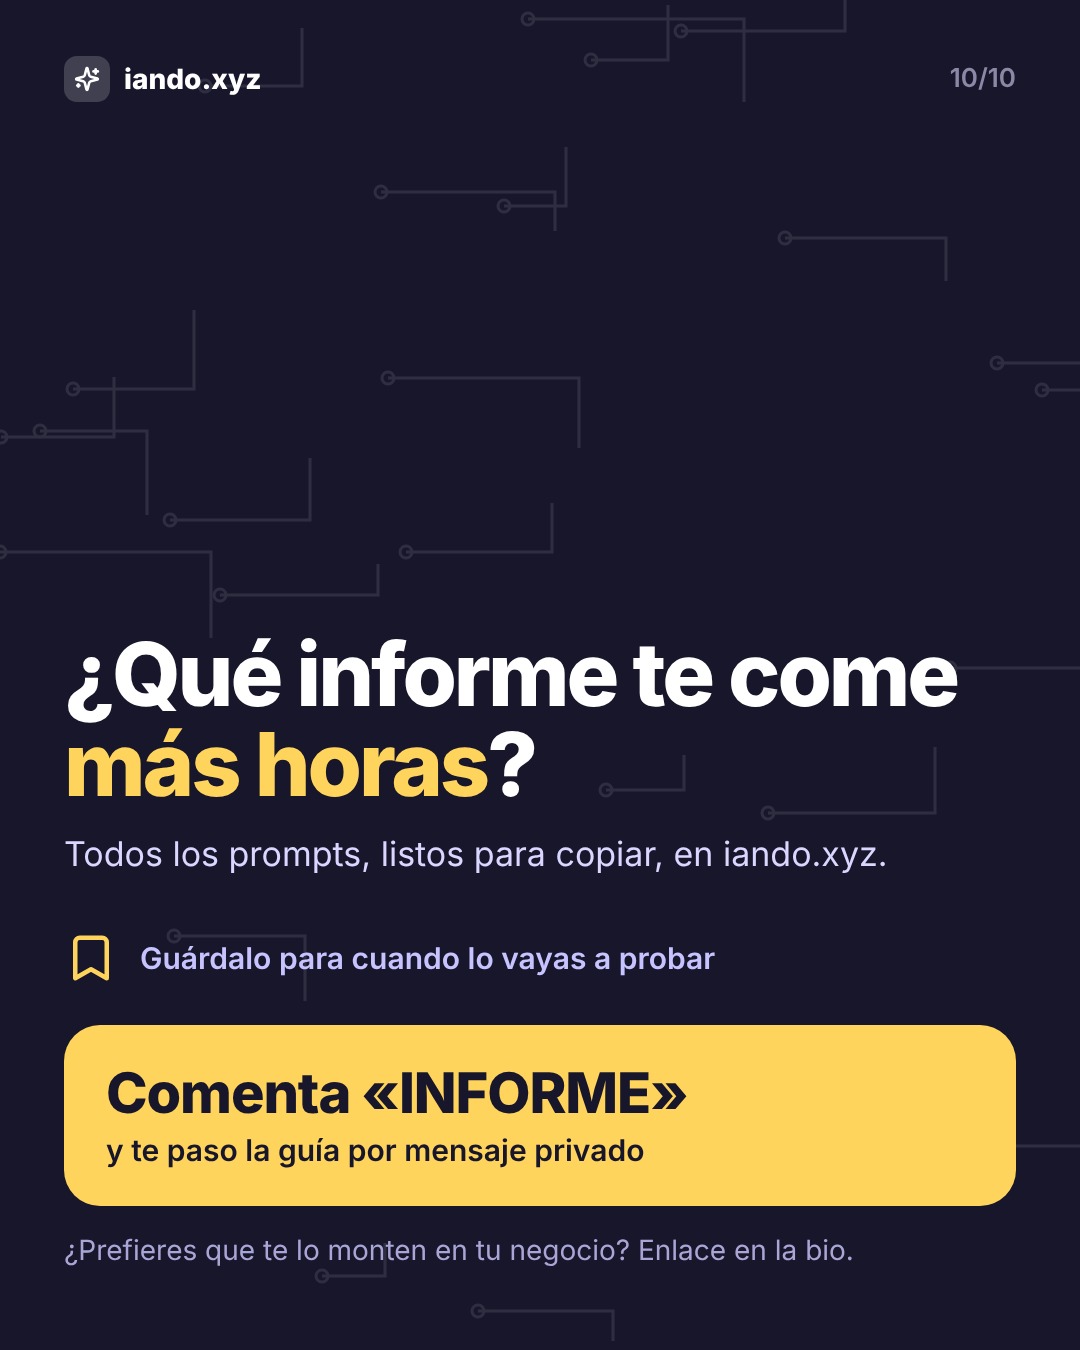 iando.xyz
10/10
¿Qué informe te come
más horas?
Todos los prompts, listos para copiar, en iando.xyz.
Guárdalo para cuando lo vayas a probar
Comenta «INFORME»
y te paso la guía por mensaje privado
¿Prefieres que te lo monten en tu negocio? Enlace en la bio.